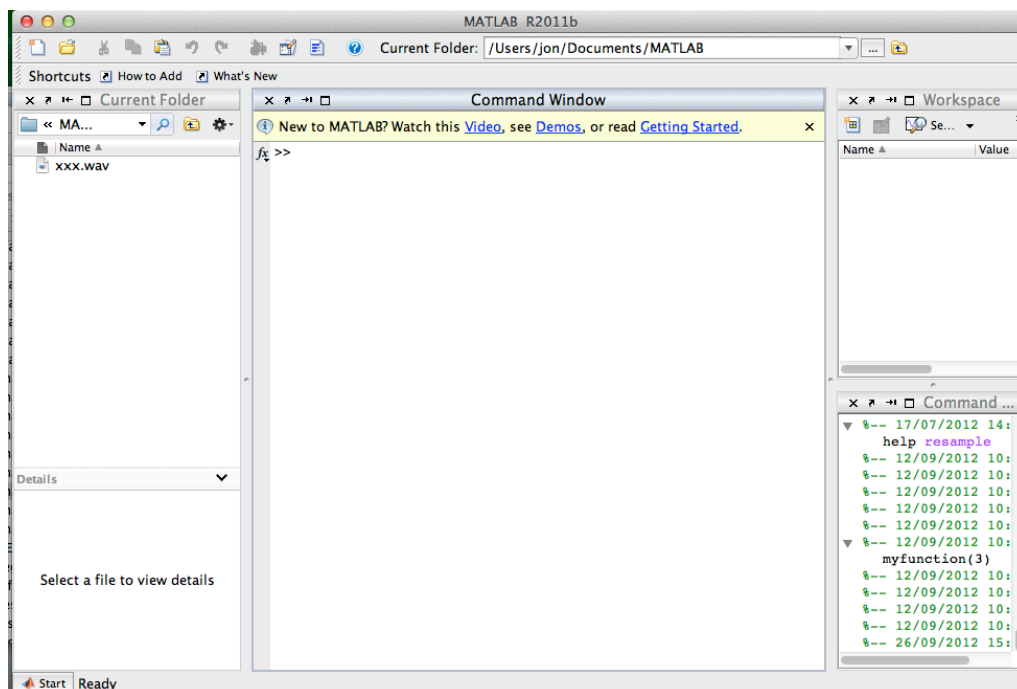 MATLAB R2011b
Current Folder: /Users/jon/Documents/MATLAB
...
Shortcuts How to Add What's New
Current Folder
« MA...
Name
xxx.wav
Details
Select a file to view details
Command Window
New to MATLAB? Watch this Video, see Demos, or read Getting Started.
fx >>
Workspace
Se...
Name Value
Command ...
%-- 17/07/2012 14:
help resample
%-- 12/09/2012 10:
%-- 12/09/2012 10:
%-- 12/09/2012 10:
%-- 12/09/2012 10:
%-- 12/09/2012 10:
%-- 12/09/2012 10:
myfunction(3)
%-- 12/09/2012 10:
%-- 12/09/2012 10:
%-- 12/09/2012 10:
%-- 12/09/2012 10:
%-- 26/09/2012 15:
Start Ready